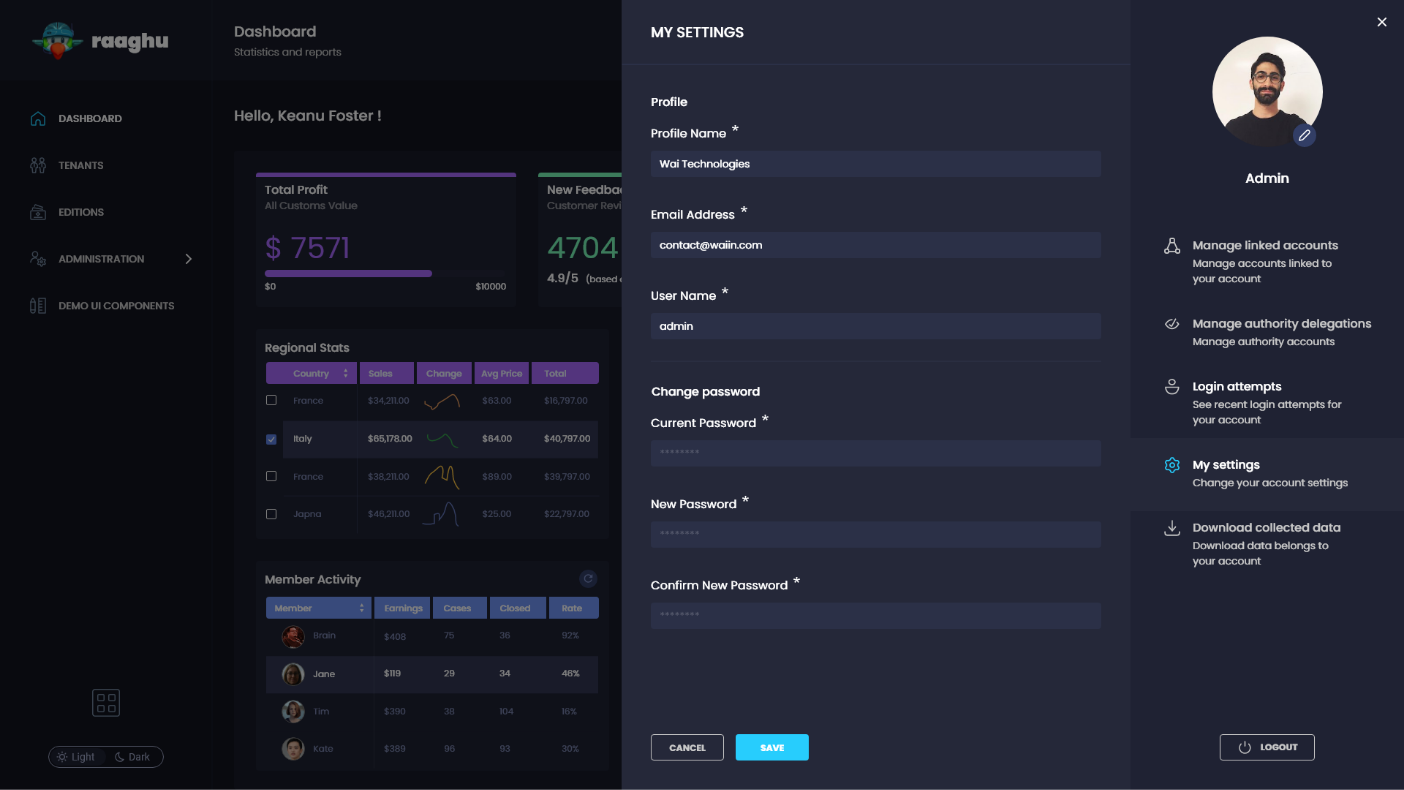 raaghu
DASHBOARD
TENANTS
EDITIONS
ADMINISTRATION
DEMO UI COMPONENTS
Light Dark
Dashboard
Statistics and reports
Hello, Keanu Foster !
Total Profit
All Customs Value
$ 7571
$0 $10000
New Feedba
Customer Revi
4704
4.9/5 (based
Regional Stats
Country Sales Change Avg Price Total
France $34,211.00 $63.00 $16,797.00
Italy $65,178.00 $64.00 $40,797.00
France $38,211.00 $89.00 $39,797.00
Japna $46,211.00 $25.00 $22,797.00
Member Activity
Member Earnings Cases Closed Rate
Brain $408 75 36 92%
Jane $119 29 34 46%
Tim $390 38 104 16%
Kate $389 96 93 30%
MY SETTINGS
Profile
Profile Name *
Wai Technologies
Email Address *
contact@waiin.com
User Name *
admin
Change password
Current Password *
********
New Password *
********
Confirm New Password *
********
CANCEL SAVE
Admin
Manage linked accounts
Manage accounts linked to
your account
Manage authority delegations
Manage authority accounts
Login attempts
See recent login attempts for
your account
My settings
Change your account settings
Download collected data
Download data belongs to
your account
LOGOUT